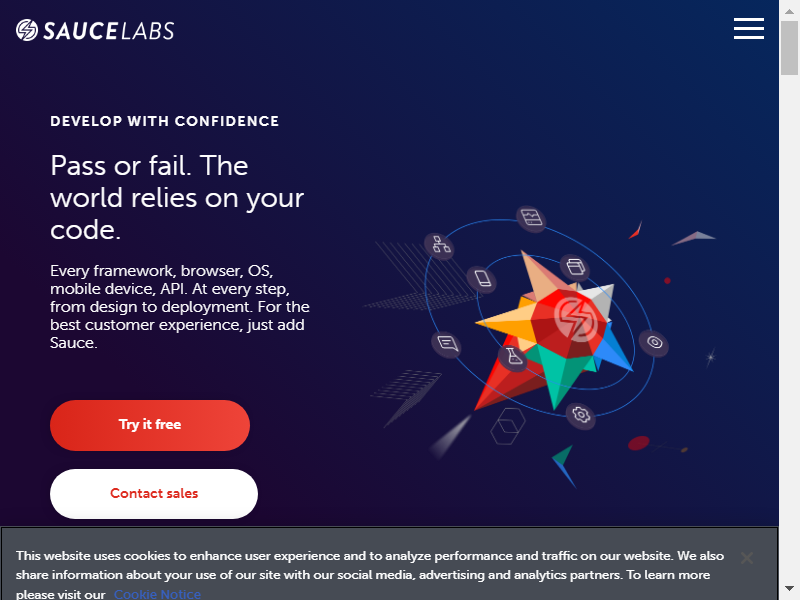 SAUCELABS
DEVELOP WITH CONFIDENCE
Pass or fail. The
world relies on your
code.
Every framework, browser, OS,
mobile device, API. At every step,
from design to deployment. For the
best customer experience, just add
Sauce.
Try it free
Contact sales
This website uses cookies to enhance user experience and to analyze performance and traffic on our website. We also
share information about your use of our site with our social media, advertising and analytics partners. To learn more
please visit our Cookie Notice